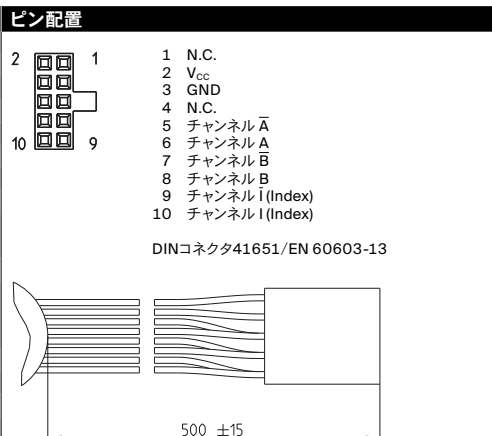 ピン配置
2 1
10 9
1 N.C.
2 Vcc
3 GND
4 N.C.
5 チャンネル A̅
6 チャンネル A
7 チャンネル B̅
8 チャンネル B
9 チャンネル I̅ (Index)
10 チャンネル I (Index)
DINコネクタ41651/EN 60603-13
500 ±15